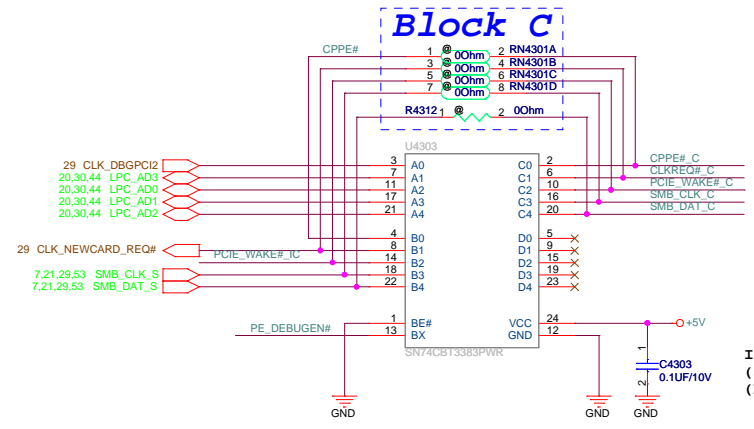 Block C
CPPE# 1 @ 0Ohm 2 RN4301A
3 @ 0Ohm 4 RN4301B
5 @ 0Ohm 6 RN4301C
7 @ 0Ohm 8 RN4301D
R4312 1 @ 2 0Ohm
U4303
29 CLK_DBGPCI2 3 A0 C0 2 CPPE#_C
20,30,44 LPC_AD3 7 A1 C1 6 CLKREQ#_C
20,30,44 LPC_AD0 11 A2 C2 10 PCIE_WAKE#_C
20,30,44 LPC_AD1 17 A3 C3 16 SMB_CLK_C
20,30,44 LPC_AD2 21 A4 C4 20 SMB_DAT_C
4 B0 D0 5
29 CLK_NEWCARD_REQ# 8 B1 D1 9
PCIE_WAKE#_IC 14 B2 D2 15
7,21,29,53 SMB_CLK_S 18 B3 D3 19
7,21,29,53 SMB_DAT_S 22 B4 D4 23
1 BE# VCC 24 +5V
PE_DEBUGEN# 13 BX GND 12
SN74CBT3383PWR
1
C4303
0.1UF/10V
2
GND GND GND
I
(
(